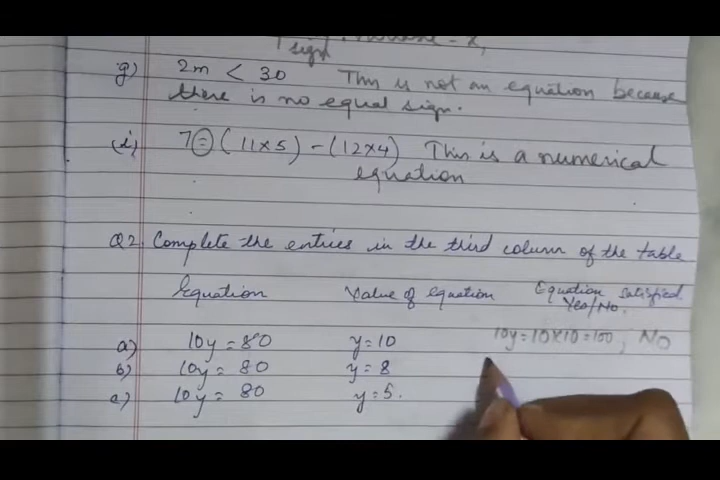 sign
g) 2m < 30 This is not an equation because
there is no equal sign.
(i) 7 = (11×5) - (12×4) This is a numerical
equation
Q2 Complete the entries in the third column of the table
Equation Value of equation Equation satisfied
Yes/No.
a) 10y = 80 y = 10 10y = 10×10 = 100, No
b) 10y = 80 y = 8
c) 10y = 80 y = 5.